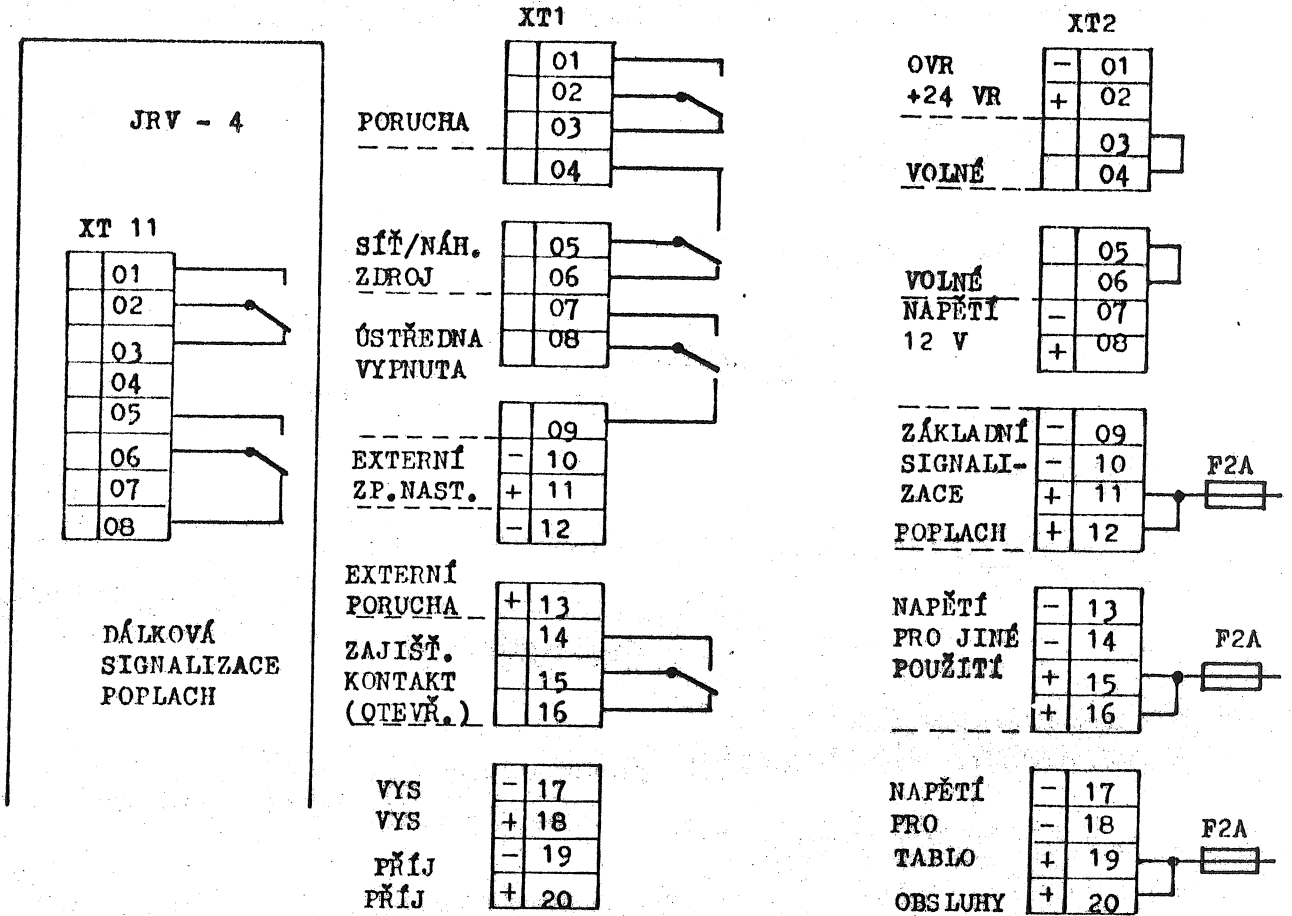 JRV - 4
XT 11
01
02
03
04
05
06
07
08
DÁLKOVÁ
SIGNALIZACE
POPLACH
XT1
01
02
PORUCHA 03
04
SÍŤ/NÁH. 05
ZDROJ 06
07
ÚSTŘEDNA 08
VYPNUTA
09
EXTERNÍ - 10
ZP.NAST. + 11
- 12
EXTERNÍ
PORUCHA + 13
14
ZAJIŠŤ.
KONTAKT 15
(OTEVŘ.) 16
VYS - 17
VYS + 18
PŘÍJ - 19
PŘÍJ + 20
XT2
OVR - 01
+24 VR + 02
03
VOLNÉ 04
05
VOLNÉ 06
NAPĚTÍ - 07
12 V + 08
ZÁKLADNÍ - 09
SIGNALI- - 10 F2A
ZACE + 11
POPLACH + 12
NAPĚTÍ - 13
PRO JINÉ - 14 F2A
POUŽITÍ + 15
+ 16
NAPĚTÍ - 17
PRO - 18 F2A
TABLO + 19
OBSLUHY + 20